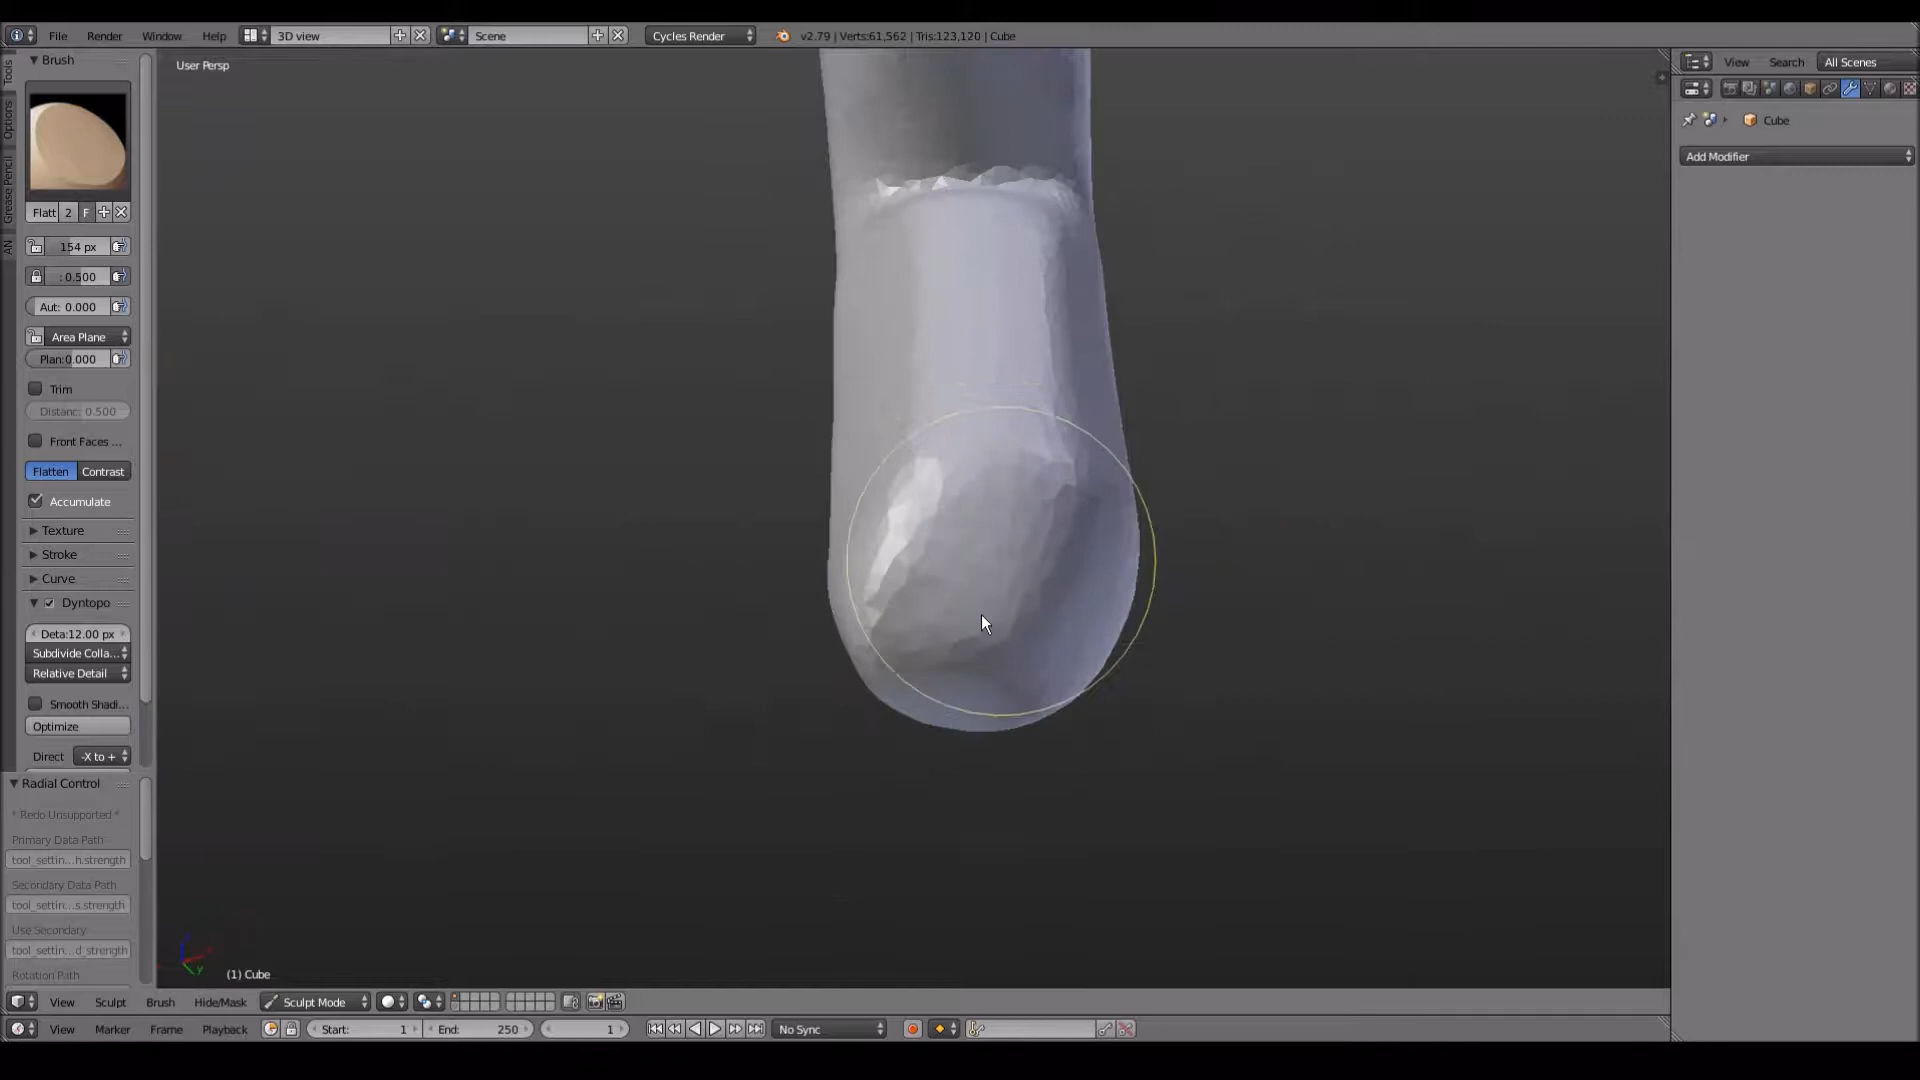 File Render Window Help 3D view Scene Cycles Render v2.79 | Verts:61,562 | Tris:123,120 | Cube
Brush
User Persp
View Search All Scenes
Tools
Options
Grease Pencil
AN
Cube
Add Modifier
Flatt 2 F
154 px
: 0.500
Aut: 0.000
Area Plane
Plan:0.000
Trim
Distanc: 0.500
Front Faces ...
Flatten Contrast
Accumulate
Texture
Stroke
Curve
Dyntopo
Deta:12.00 px
Subdivide Colla...
Relative Detail
Smooth Shadi...
Optimize
Direct -X to +
Radial Control
* Redo Unsupported *
Primary Data Path
tool_settin...h.strength
Secondary Data Path
tool_settin...s.strength
Use Secondary
tool_settin...d_strength
Rotation Path
(1) Cube
View Sculpt Brush Hide/Mask Sculpt Mode
View Marker Frame Playback Start: 1 End: 250 1 No Sync